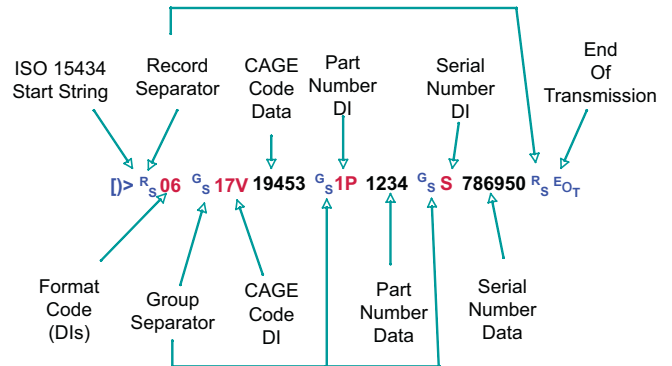 ISO 15434
Start String
Record
Separator
CAGE
Code
Data
Part
Number
DI
Serial
Number
DI
End
Of
Transmission
[)> RS 06 GS 17V 19453 GS 1P 1234 GS S 786950 RS EOT
Format
Code
(DIs)
Group
Separator
CAGE
Code
DI
Part
Number
Data
Serial
Number
Data